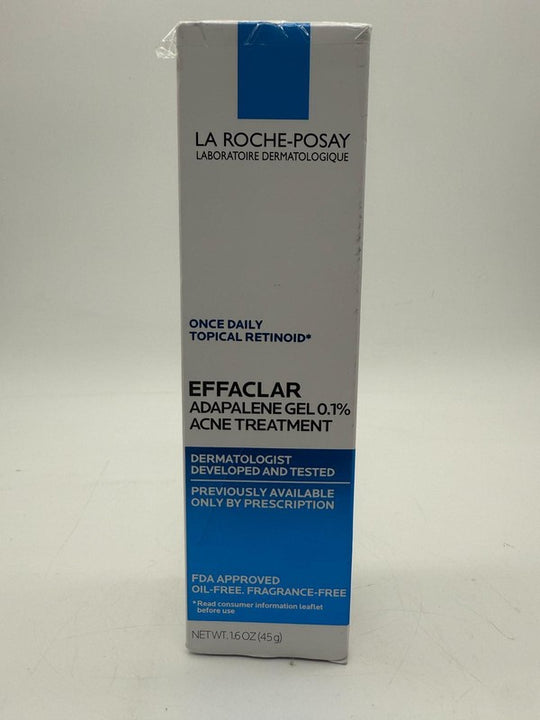 LA ROCHE-POSAY
LABORATOIRE DERMATOLOGIQUE
ONCE DAILY
TOPICAL RETINOID*
EFFACLAR
ADAPALENE GEL 0.1%
ACNE TREATMENT
DERMATOLOGIST
DEVELOPED AND TESTED
PREVIOUSLY AVAILABLE
ONLY BY PRESCRIPTION
FDA APPROVED
OIL-FREE. FRAGRANCE-FREE
*Read consumer information leaflet
before use
NET WT. 1.6 OZ (45 g)